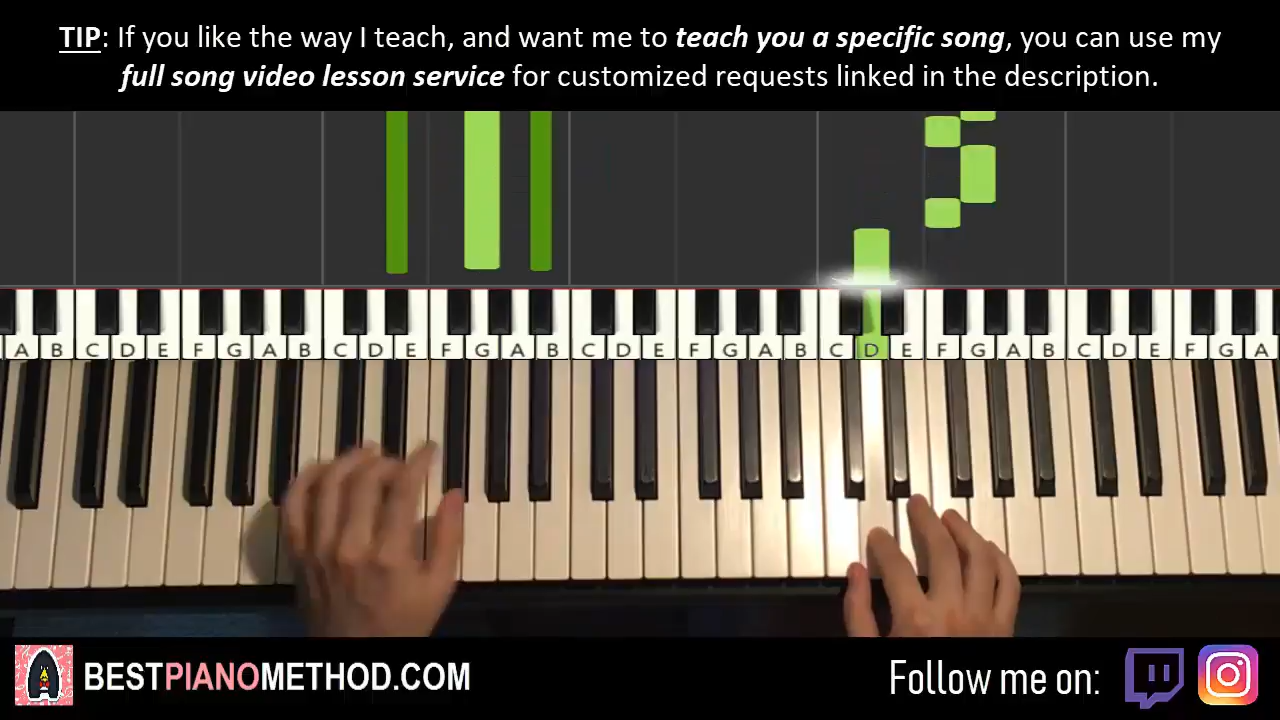 TIP: If you like the way I teach, and want me to teach you a specific song, you can use my
full song video lesson service for customized requests linked in the description.
A B C D E F G A B C D E F G A B C D E F G A B C D E F G A B C D E F G A
BESTPIANOMETHOD.COM
Follow me on: